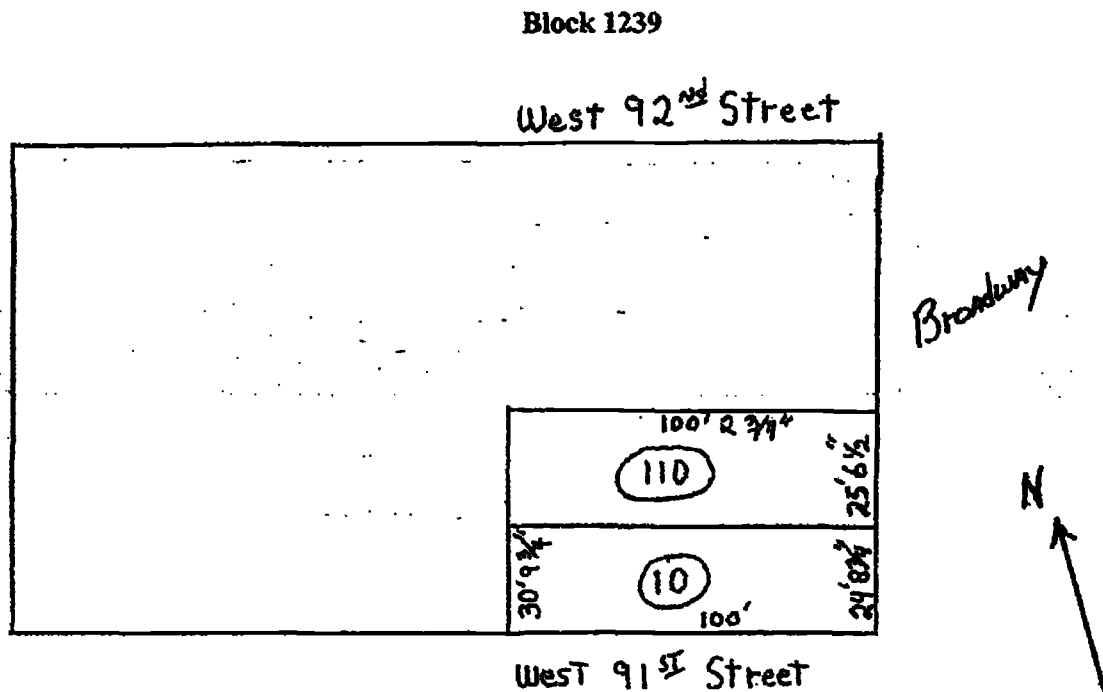 Block 1239
West 92nd Street
Broadway
100' 2 3/4"
110
25' 6 1/2"
N
30' 9 3/4"
10
24' 8 3/4"
100'
West 91ST Street